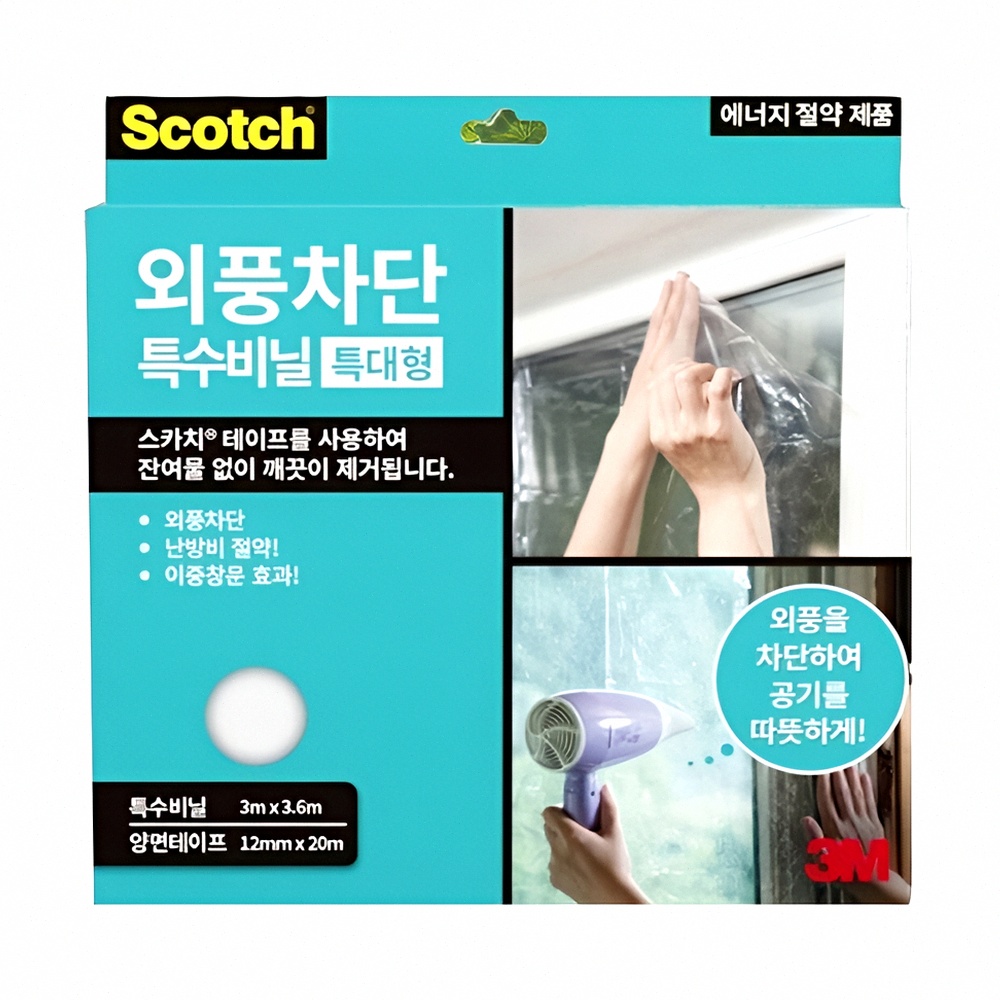 Scotch®
에너지 절약 제품
외풍차단
특수비닐 특대형
스카치® 테이프를 사용하여
잔여물 없이 깨끗이 제거됩니다.
• 외풍차단
• 난방비 절약!
• 이중창문 효과!
외풍을
차단하여
공기를
따뜻하게!
특수비닐 3m x 3.6m
양면테이프 12mm x 20m
3M